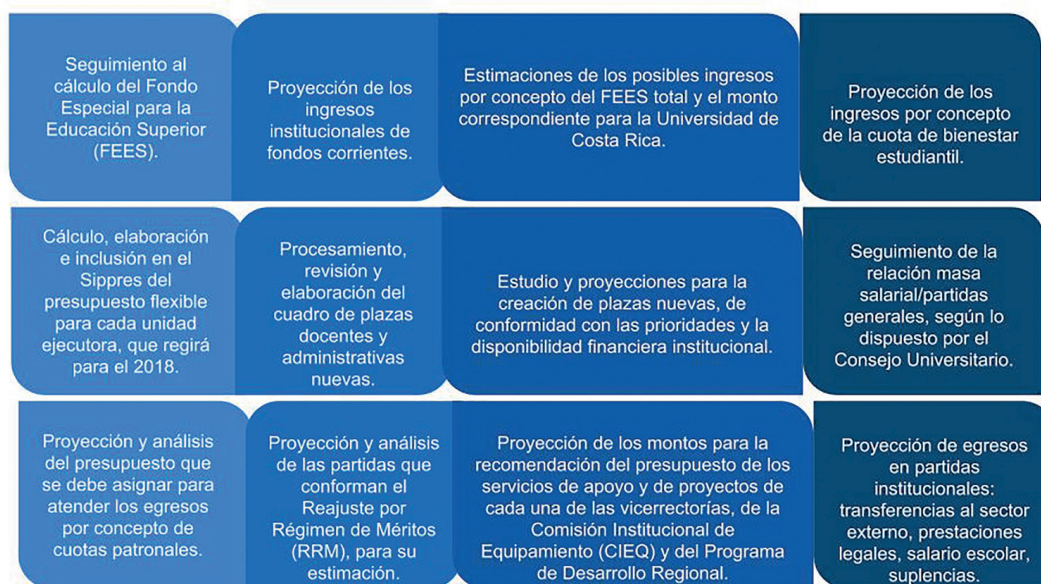 Seguimiento al
cálculo del Fondo
Especial para la
Educación Superior
(FEES).
Proyección de los
ingresos
institucionales de
fondos corrientes.
Estimaciones de los posibles ingresos
por concepto del FEES total y el monto
correspondiente para la Universidad de
Costa Rica.
Proyección de los
ingresos por concepto
de la cuota de bienestar
estudiantil.
Cálculo, elaboración
e inclusión en el
Sippres del
presupuesto flexible
para cada unidad
ejecutora, que regirá
para el 2018.
Procesamiento,
revisión y
elaboración del
cuadro de plazas
docentes y
administrativas
nuevas.
Estudio y proyecciones para la
creación de plazas nuevas, de
conformidad con las prioridades y la
disponibilidad financiera institucional.
Seguimiento de la
relación masa
salarial/partidas
generales, según lo
dispuesto por el
Consejo Universitario.
Proyección y análisis
del presupuesto que
se debe asignar para
atender los egresos
por concepto de
cuotas patronales.
Proyección y análisis
de las partidas que
conforman el
Reajuste por
Régimen de Méritos
(RRM), para su
estimación.
Proyección de los montos para la
recomendación del presupuesto de los
servicios de apoyo y de proyectos de
cada una de las vicerrectorías, de la
Comisión Institucional de
Equipamiento (CIEQ) y del Programa
de Desarrollo Regional.
Proyección de egresos
en partidas
institucionales:
transferencias al sector
externo, prestaciones
legales, salario escolar,
suplencias.